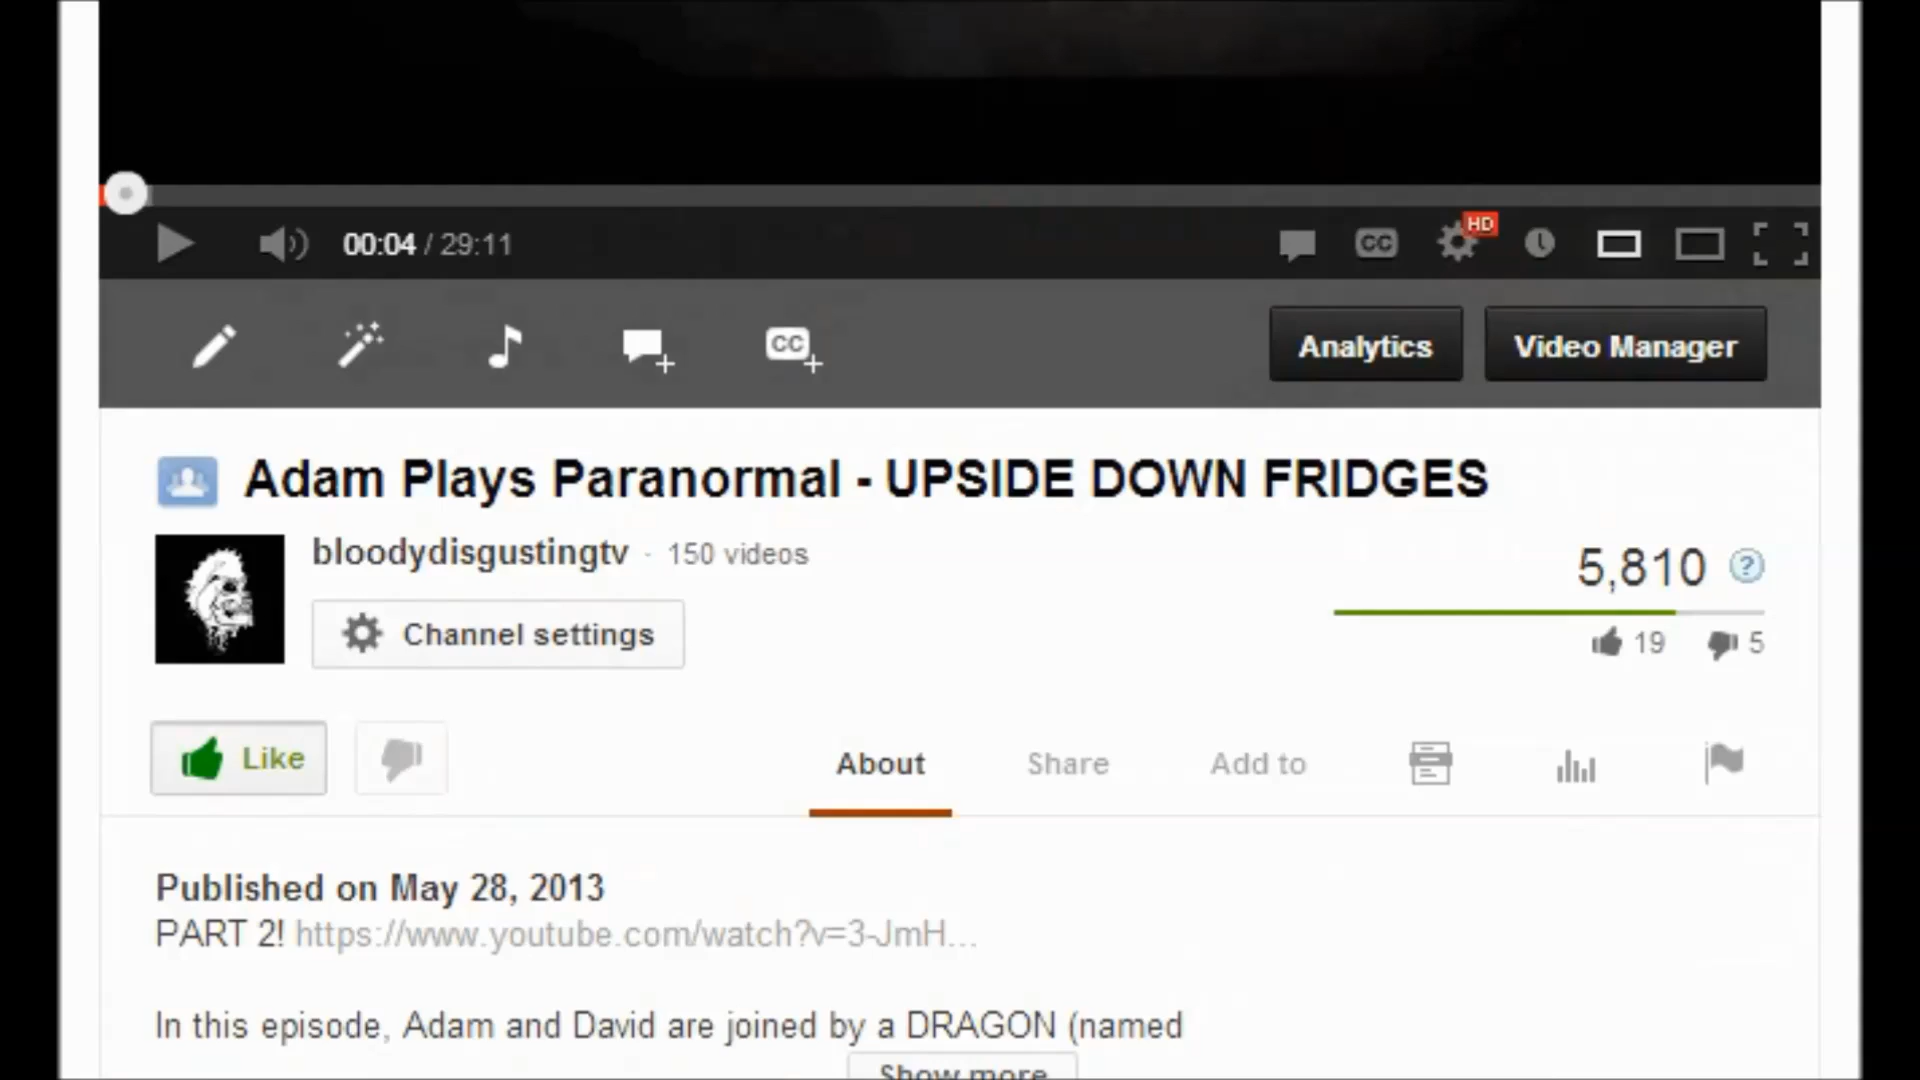 00:04 / 29:11
CC
HD
CC
Analytics
Video Manager
Adam Plays Paranormal - UPSIDE DOWN FRIDGES
bloodydisgustingtv · 150 videos
5,810 ?
Channel settings
19 5
Like
About Share Add to
Published on May 28, 2013
PART 2! https://www.youtube.com/watch?v=3-JmH...
In this episode, Adam and David are joined by a DRAGON (named
Show more